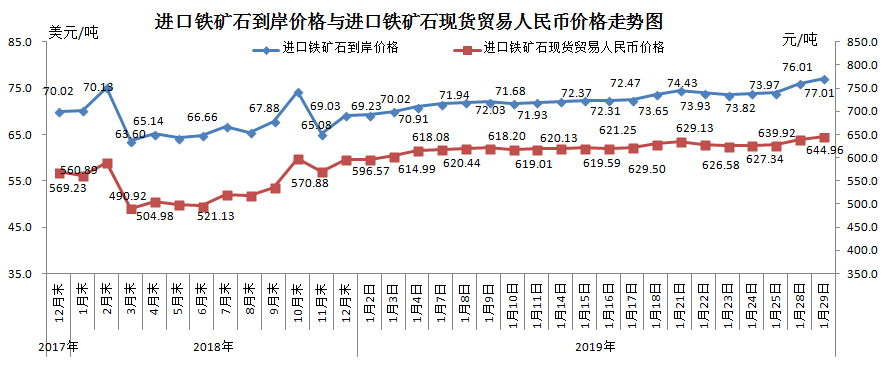 进口铁矿石到岸价格与进口铁矿石现货贸易人民币价格走势图
美元/吨
元/吨
进口铁矿石到岸价格
进口铁矿石现货贸易人民币价格
85.0
75.0
65.0
55.0
45.0
35.0
850.0
800.0
750.0
700.0
650.0
600.0
550.0
500.0
450.0
400.0
350.0
70.02
70.13
63.60
65.14
66.66
67.88
65.08
69.03
69.23
70.02
70.91
71.94
72.03
71.68
71.93
72.37
72.31
72.47
73.65
74.43
73.93
73.82
73.97
76.01
77.01
569.23
560.89
490.92
504.98
521.13
570.88
596.57
614.99
618.08
620.44
618.20
619.01
620.13
619.59
621.25
629.50
629.13
626.58
627.34
639.92
644.96
12月末
1月末
2月末
3月末
4月末
5月末
6月末
7月末
8月末
9月末
10月末
11月末
12月末
1月2日
1月3日
1月4日
1月7日
1月8日
1月9日
1月10日
1月11日
1月14日
1月15日
1月16日
1月17日
1月18日
1月21日
1月22日
1月23日
1月24日
1月25日
1月28日
1月29日
2017年
2018年
2019年